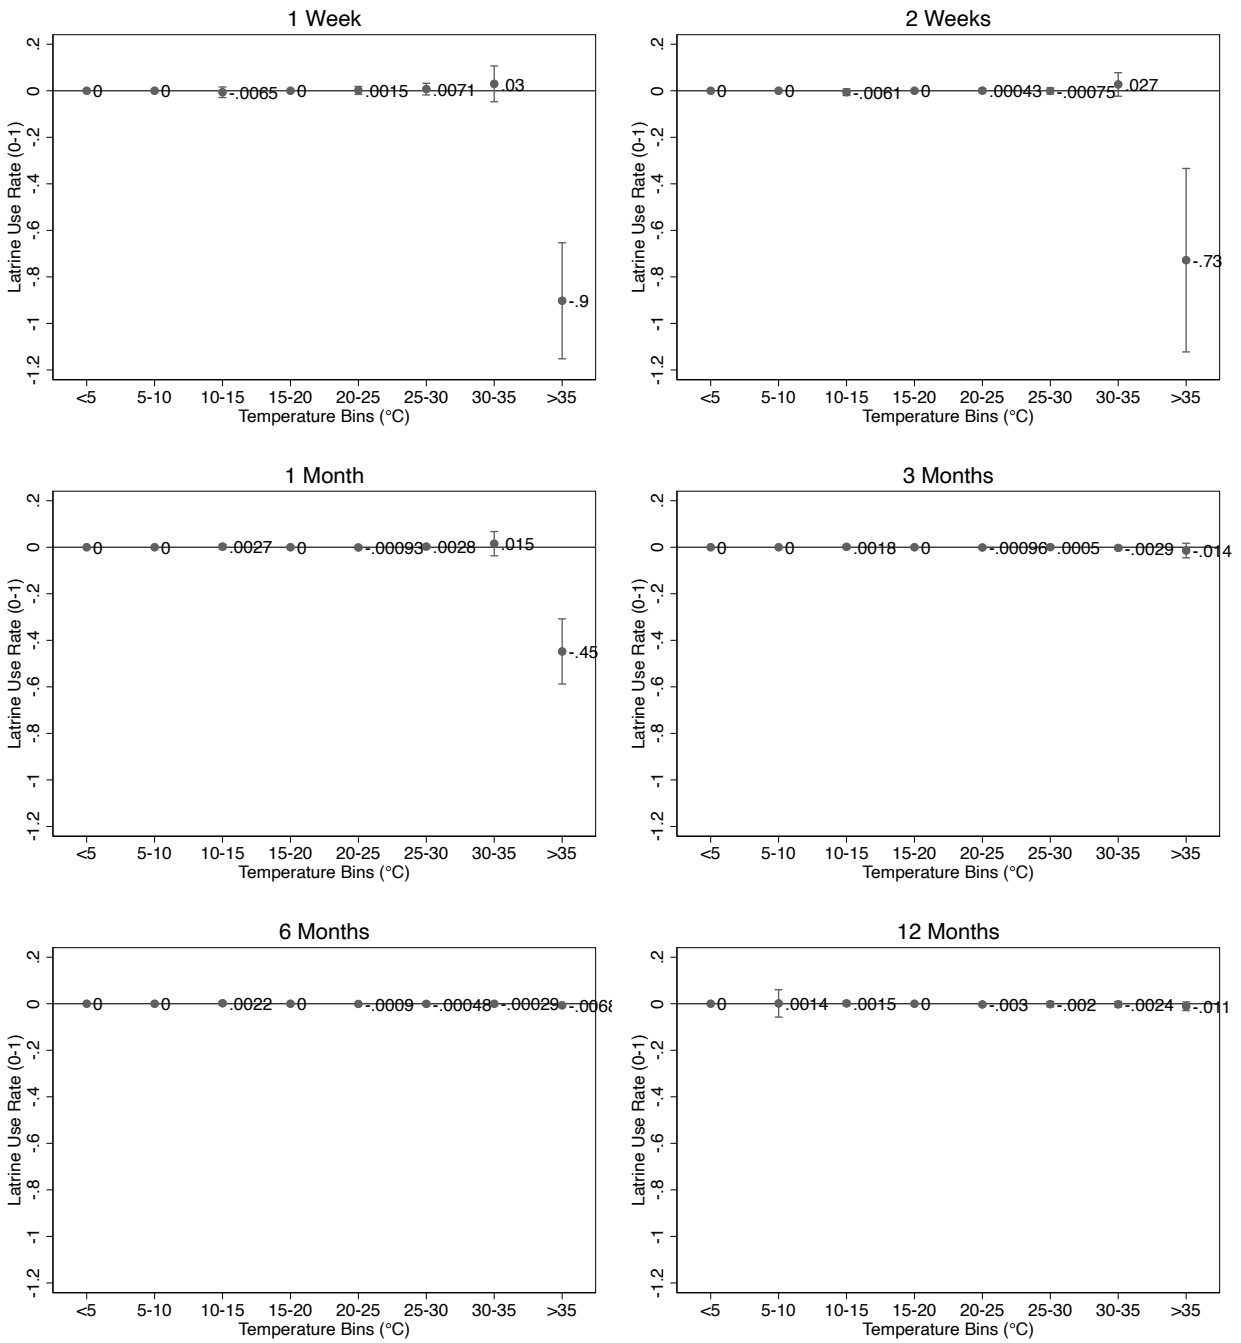 1 Week
.2
0
-.2
-.4
-.6
-.8
-1
-1.2
Latrine Use Rate (0-1)
0 0 -.0065 0 .0015 .0071 .03 -.9
<5 5-10 10-15 15-20 20-25 25-30 30-35 >35
Temperature Bins (°C)
2 Weeks
.2
0
-.2
-.4
-.6
-.8
-1
-1.2
Latrine Use Rate (0-1)
0 0 -.0061 0 .00043 -.00075 .027 -.73
<5 5-10 10-15 15-20 20-25 25-30 30-35 >35
Temperature Bins (°C)
1 Month
.2
0
-.2
-.4
-.6
-.8
-1
-1.2
Latrine Use Rate (0-1)
0 0 .0027 0 -.00093 .0028 .015 -.45
<5 5-10 10-15 15-20 20-25 25-30 30-35 >35
Temperature Bins (°C)
3 Months
.2
0
-.2
-.4
-.6
-.8
-1
-1.2
Latrine Use Rate (0-1)
0 0 .0018 0 -.00096 .0005 -.0029 -.014
<5 5-10 10-15 15-20 20-25 25-30 30-35 >35
Temperature Bins (°C)
6 Months
.2
0
-.2
-.4
-.6
-.8
-1
-1.2
Latrine Use Rate (0-1)
0 0 .0022 0 -.0009 -.00048 -.00029
<5 5-10 10-15 15-20 20-25 25-30 30-35 >35
Temperature Bins (°C)
12 Months
.2
0
-.2
-.4
-.6
-.8
-1
-1.2
Latrine Use Rate (0-1)
0 .0014 .0015 0 -.003 -.002 -.0024 -.011
<5 5-10 10-15 15-20 20-25 25-30 30-35 >35
Temperature Bins (°C)